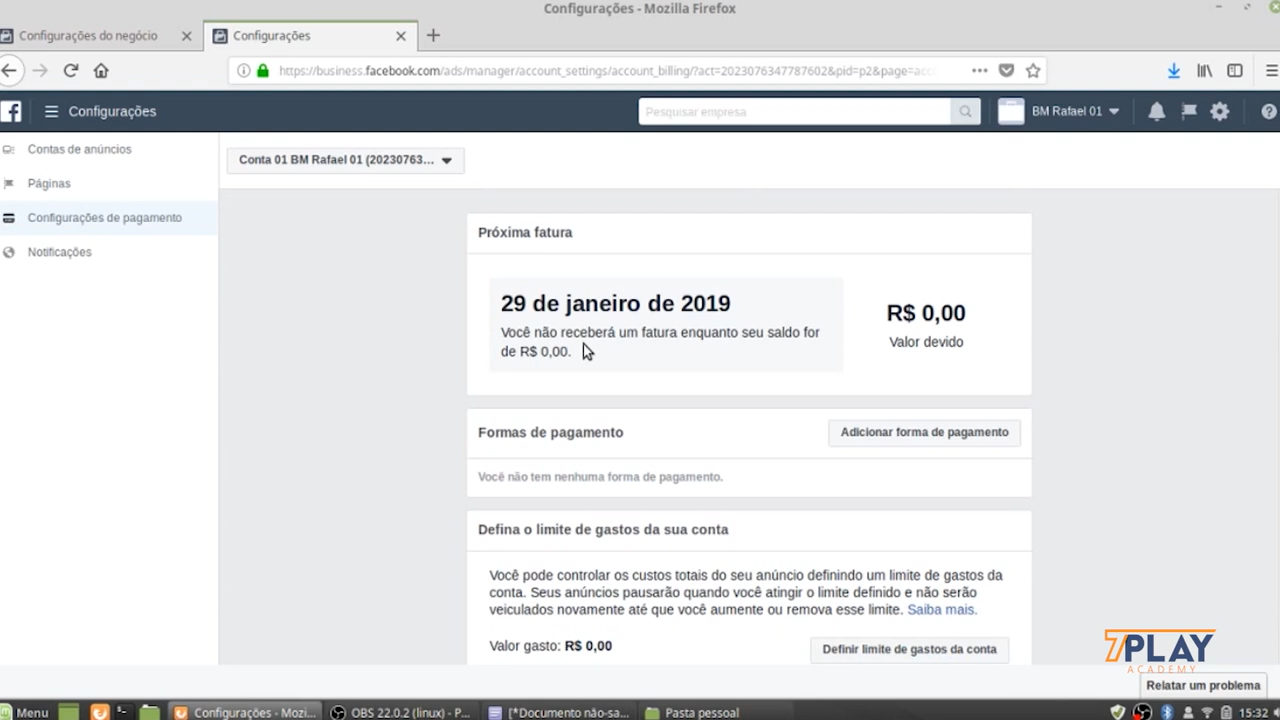 Configurações - Mozilla Firefox
Configurações do negócio
Configurações
https://business.facebook.com/ads/manager/account_settings/account_billing/?act=2023076347787602&pid=p2&page=acc
Configurações
Pesquisar empresa
BM Rafael 01
Contas de anúncios
Páginas
Configurações de pagamento
Notificações
Conta 01 BM Rafael 01 (20230763...
Próxima fatura
29 de janeiro de 2019
Você não receberá um fatura enquanto seu saldo for
de R$ 0,00.
R$ 0,00
Valor devido
Formas de pagamento
Adicionar forma de pagamento
Você não tem nenhuma forma de pagamento.
Defina o limite de gastos da sua conta
Você pode controlar os custos totais do seu anúncio definindo um limite de gastos da
conta. Seus anúncios pausarão quando você atingir o limite definido e não serão
veiculados novamente até que você aumente ou remova esse limite. Saiba mais.
Valor gasto: R$ 0,00
Definir limite de gastos da conta
7PLAY
ACADEMY
Relatar um problema
Menu
Configurações - Mozi...
OBS 22.0.2 (linux) - P...
[*Documento não-sa...
Pasta pessoal
15:32